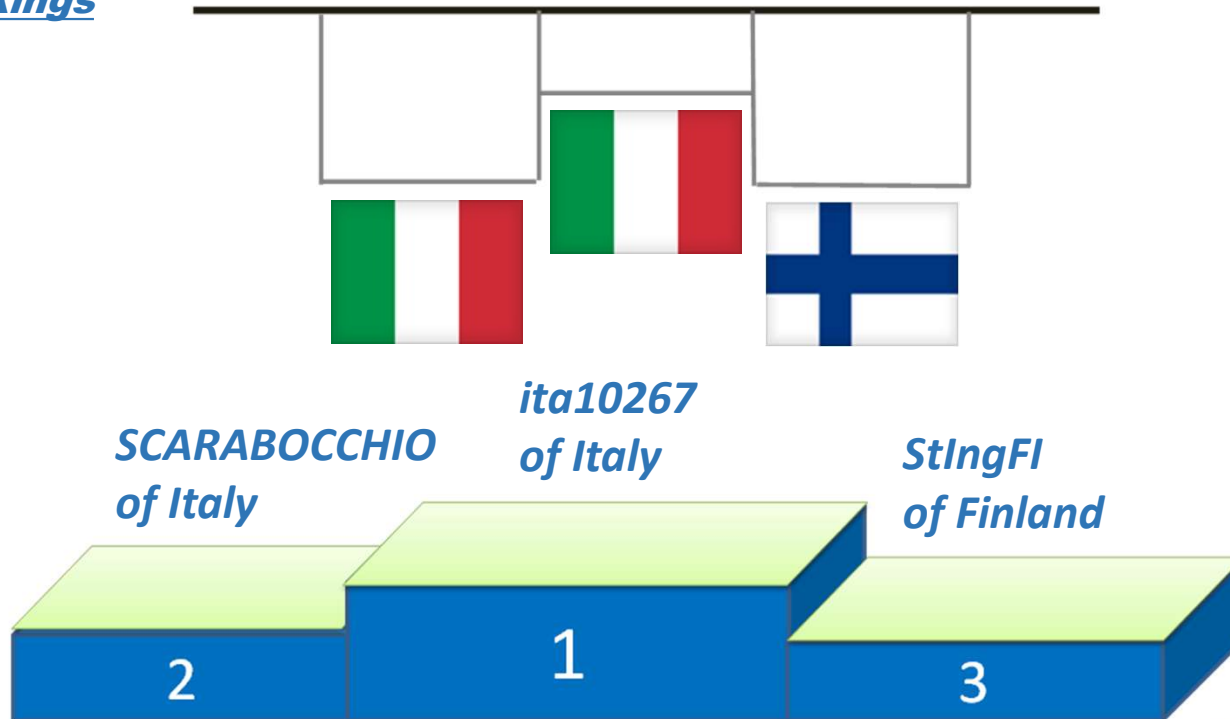 ita10267
of Italy
SCARABOCCHIO
of Italy
StIngFI
of Finland
2
1
3